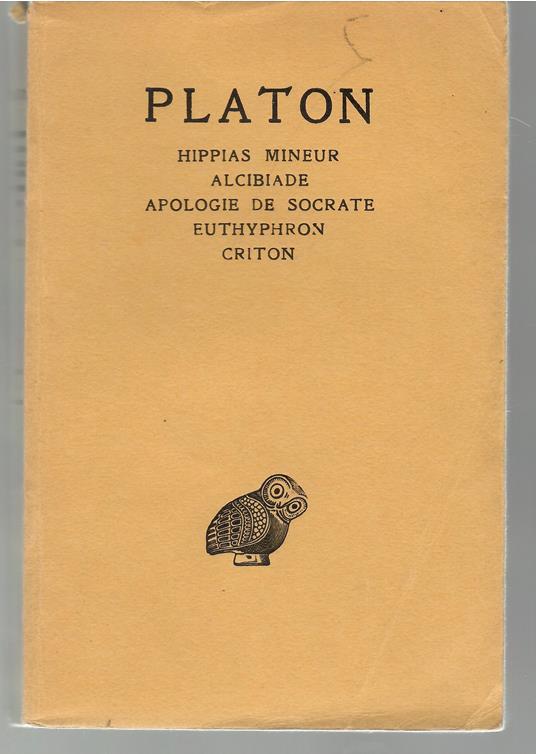 PLATON
HIPPIAS MINEUR
ALCIBIADE
APOLOGIE DE SOCRATE
EUTHYPHRON
CRITON